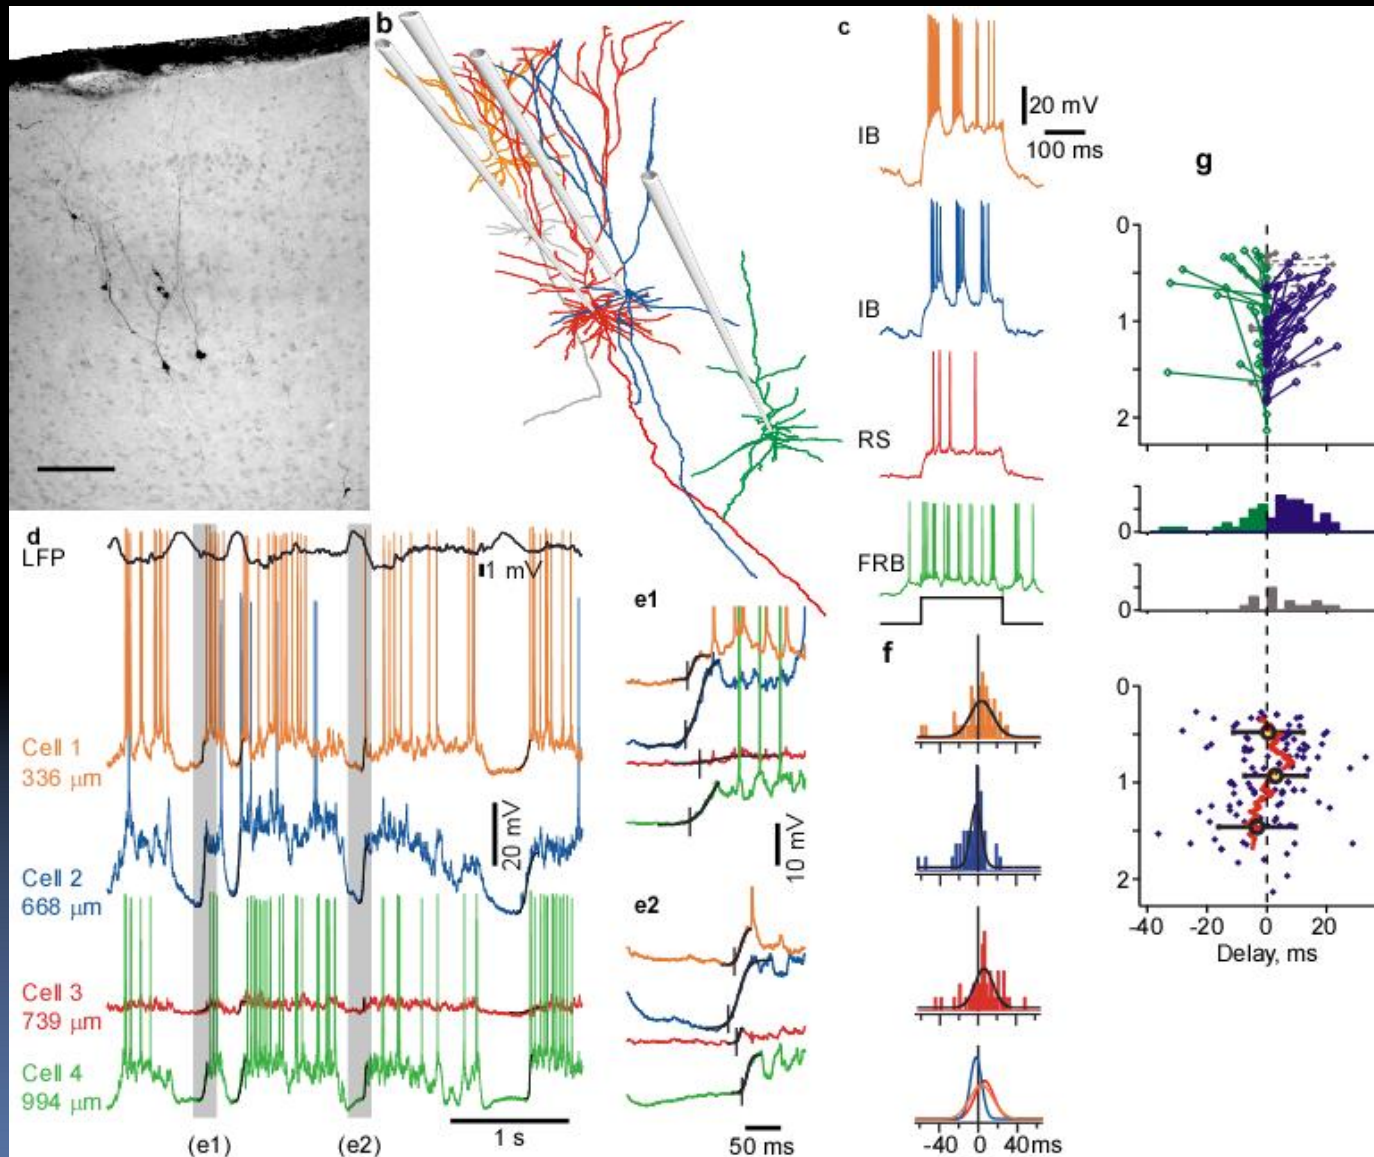 b
c
20 mV
100 ms
IB
IB
RS
FRB
g
0
1
2
0
0
d
LFP
1 mV
Cell 1
336 µm
Cell 2
668 µm
20 mV
Cell 3
739 µm
Cell 4
994 µm
1 s
(e1)
(e2)
e1
10 mV
e2
50 ms
f
-40
0
40ms
0
1
2
-40
-20
0
20
Delay, ms